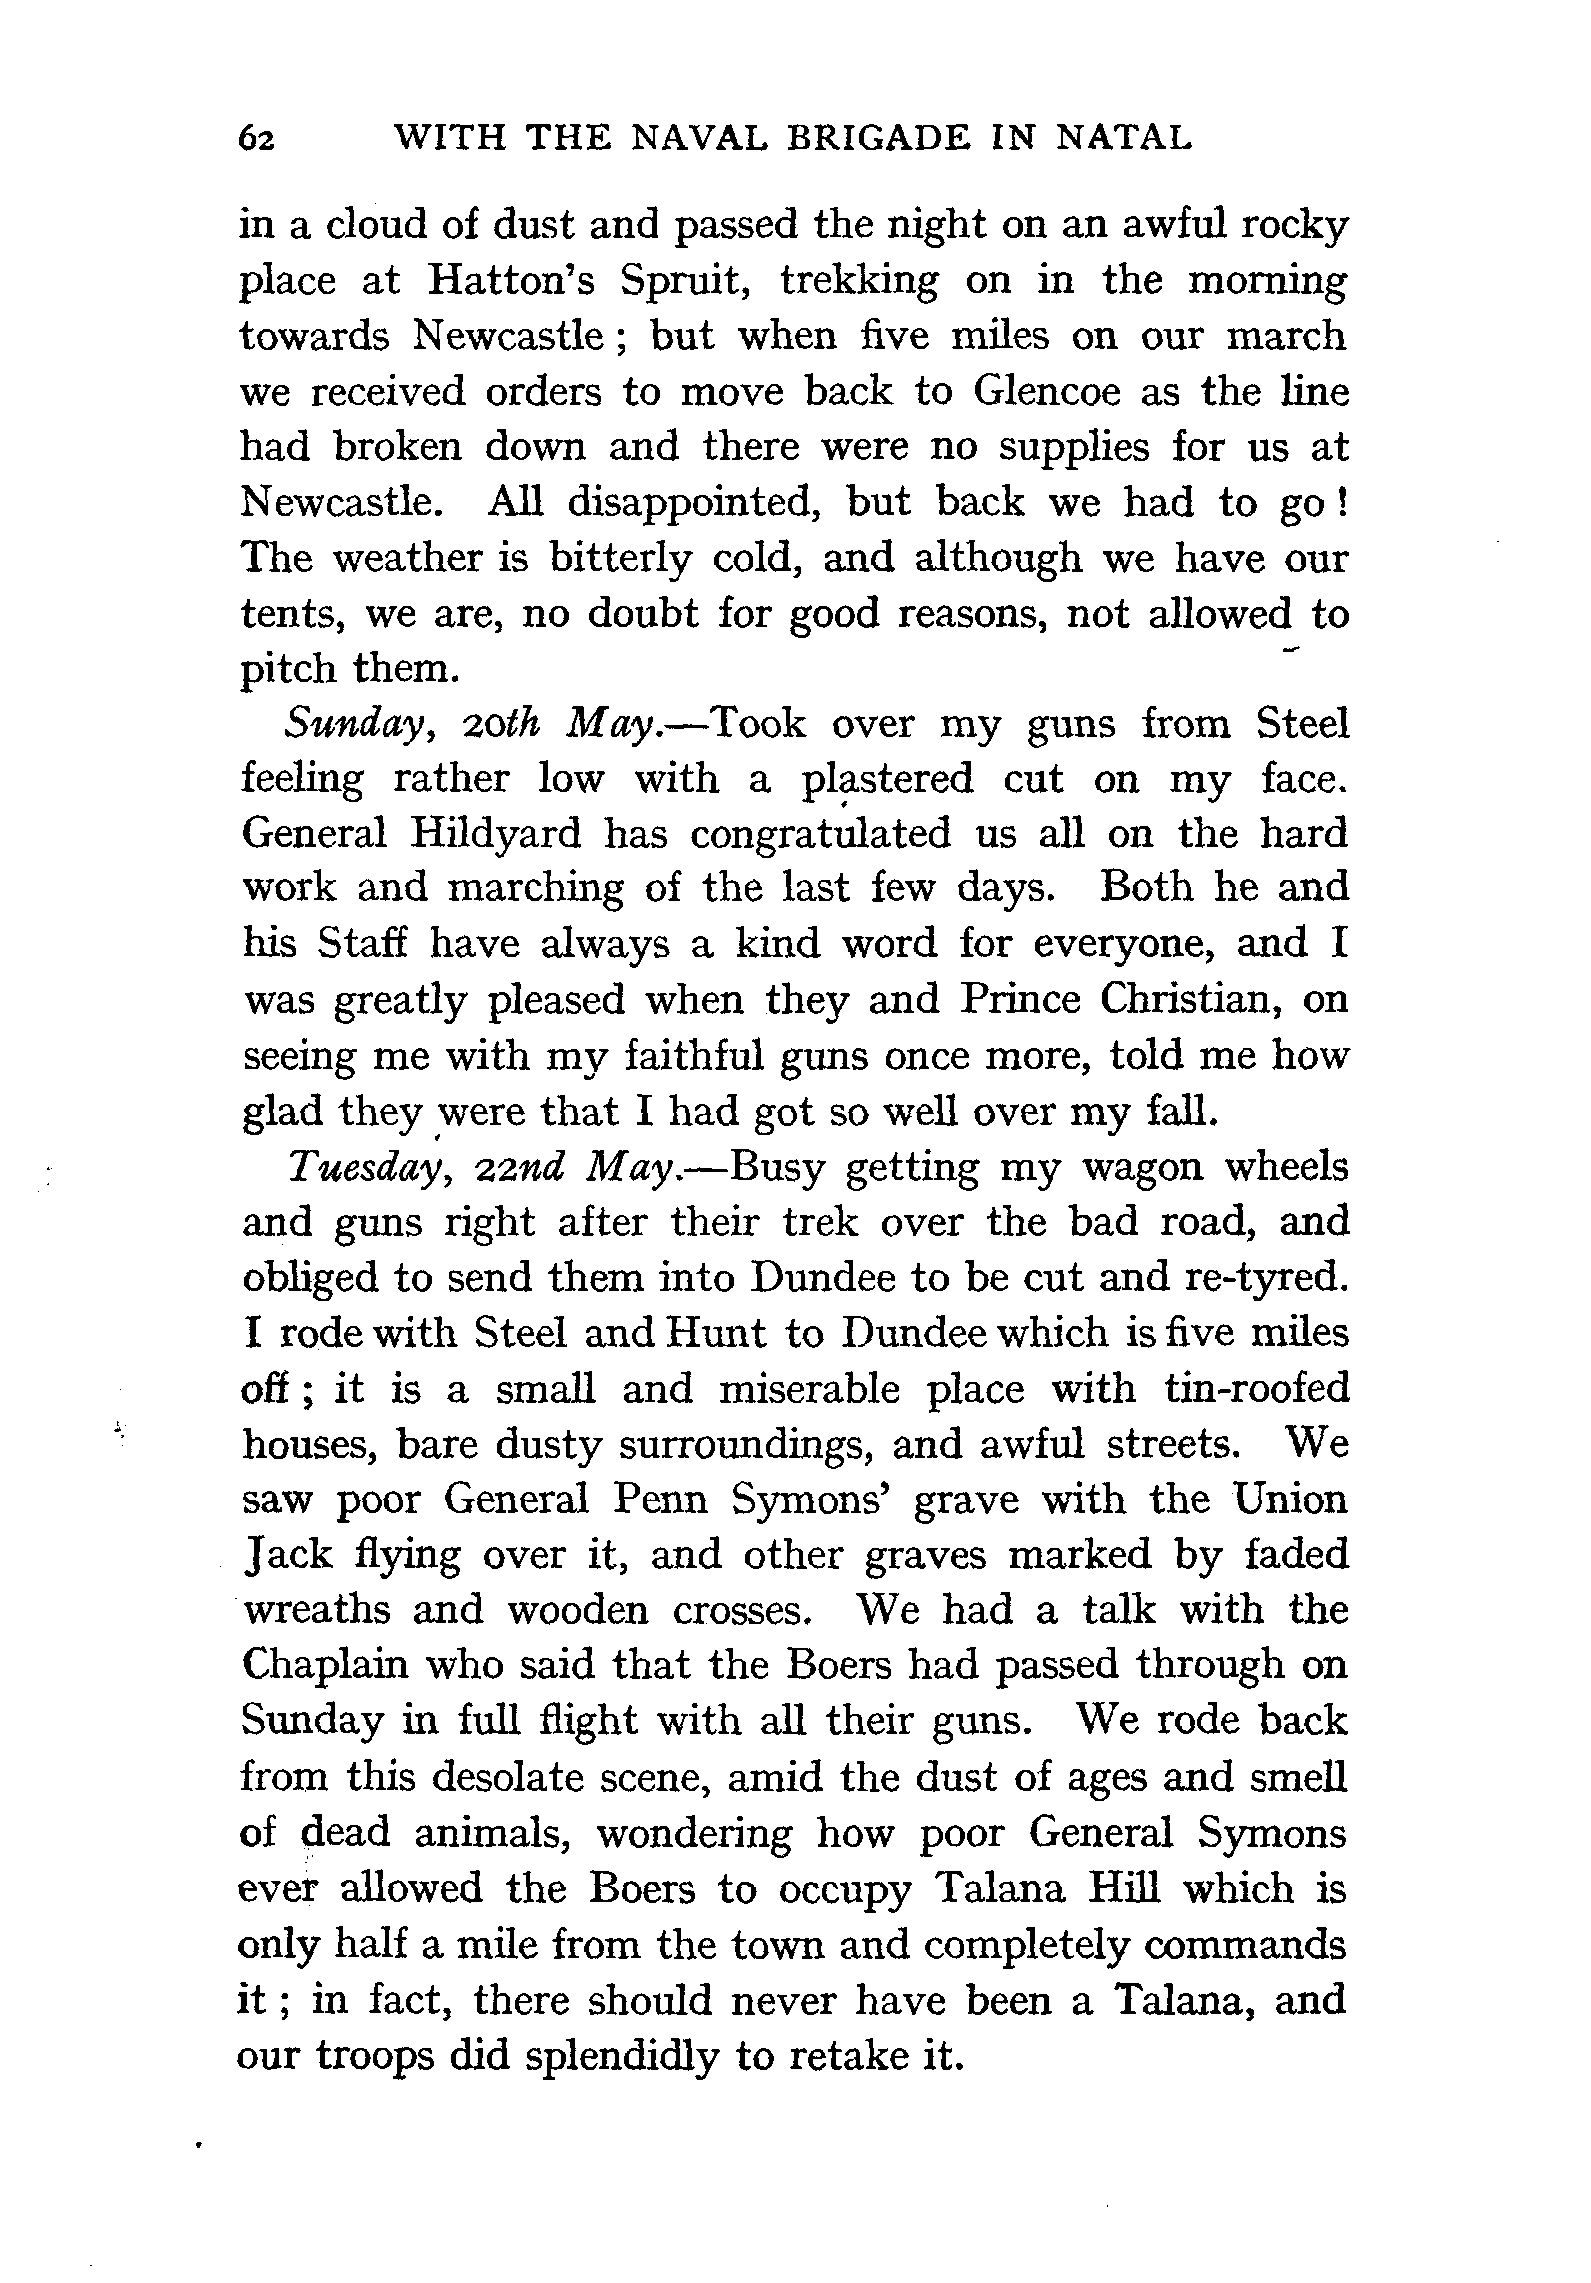 62 WITH THE NAVAL BRIGADE IN NATAL
in a cloud of dust and passed the night on an awful rocky
place at Hatton's Spruit, trekking on in the morning
towards Newcastle ; but when five miles on our march
we received orders to move back to Glencoe as the line
had broken down and there were no supplies for us at
Newcastle. All disappointed, but back we had to go !
The weather is bitterly cold, and although we have our
tents, we are, no doubt for good reasons, not allowed to
pitch them.
Sunday, 20th May.—Took over my guns from Steel
feeling rather low with a plastered cut on my face.
General Hildyard has congratulated us all on the hard
work and marching of the last few days. Both he and
his Staff have always a kind word for everyone, and I
was greatly pleased when they and Prince Christian, on
seeing me with my faithful guns once more, told me how
glad they were that I had got so well over my fall.
Tuesday, 22nd May.—Busy getting my wagon wheels
and guns right after their trek over the bad road, and
obliged to send them into Dundee to be cut and re-tyred.
I rode with Steel and Hunt to Dundee which is five miles
off ; it is a small and miserable place with tin-roofed
houses, bare dusty surroundings, and awful streets. We
saw poor General Penn Symons' grave with the Union
Jack flying over it, and other graves marked by faded
wreaths and wooden crosses. We had a talk with the
Chaplain who said that the Boers had passed through on
Sunday in full flight with all their guns. We rode back
from this desolate scene, amid the dust of ages and smell
of dead animals, wondering how poor General Symons
ever allowed the Boers to occupy Talana Hill which is
only half a mile from the town and completely commands
it ; in fact, there should never have been a Talana, and
our troops did splendidly to retake it.